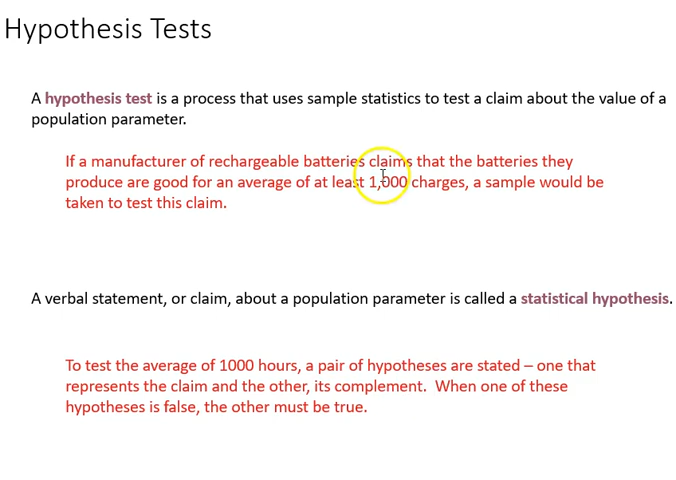 Hypothesis Tests
A hypothesis test is a process that uses sample statistics to test a claim about the value of a
population parameter.
If a manufacturer of rechargeable batteries claims that the batteries they
produce are good for an average of at least 1,000 charges, a sample would be
taken to test this claim.
A verbal statement, or claim, about a population parameter is called a statistical hypothesis.
To test the average of 1000 hours, a pair of hypotheses are stated – one that
represents the claim and the other, its complement. When one of these
hypotheses is false, the other must be true.